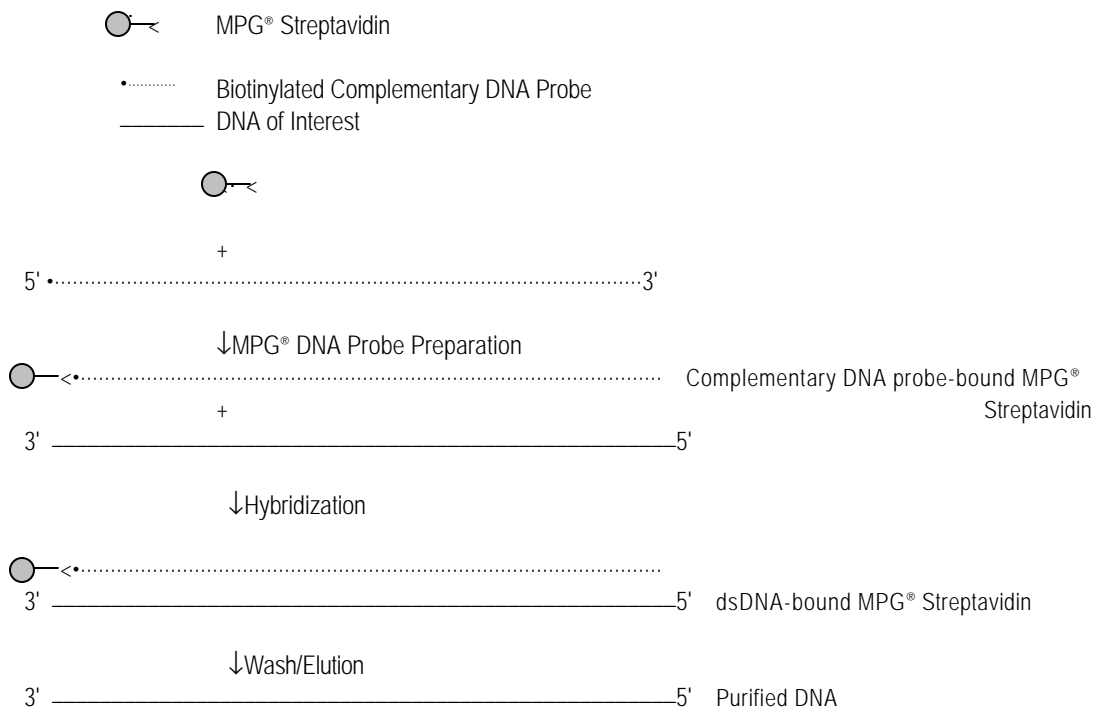 MPG® Streptavidin
Biotinylated Complementary DNA Probe
DNA of Interest
+
5' 3'
↓MPG® DNA Probe Preparation
Complementary DNA probe-bound MPG®
Streptavidin
+
3' 5'
↓Hybridization
3' 5' dsDNA-bound MPG® Streptavidin
↓Wash/Elution
3' 5' Purified DNA